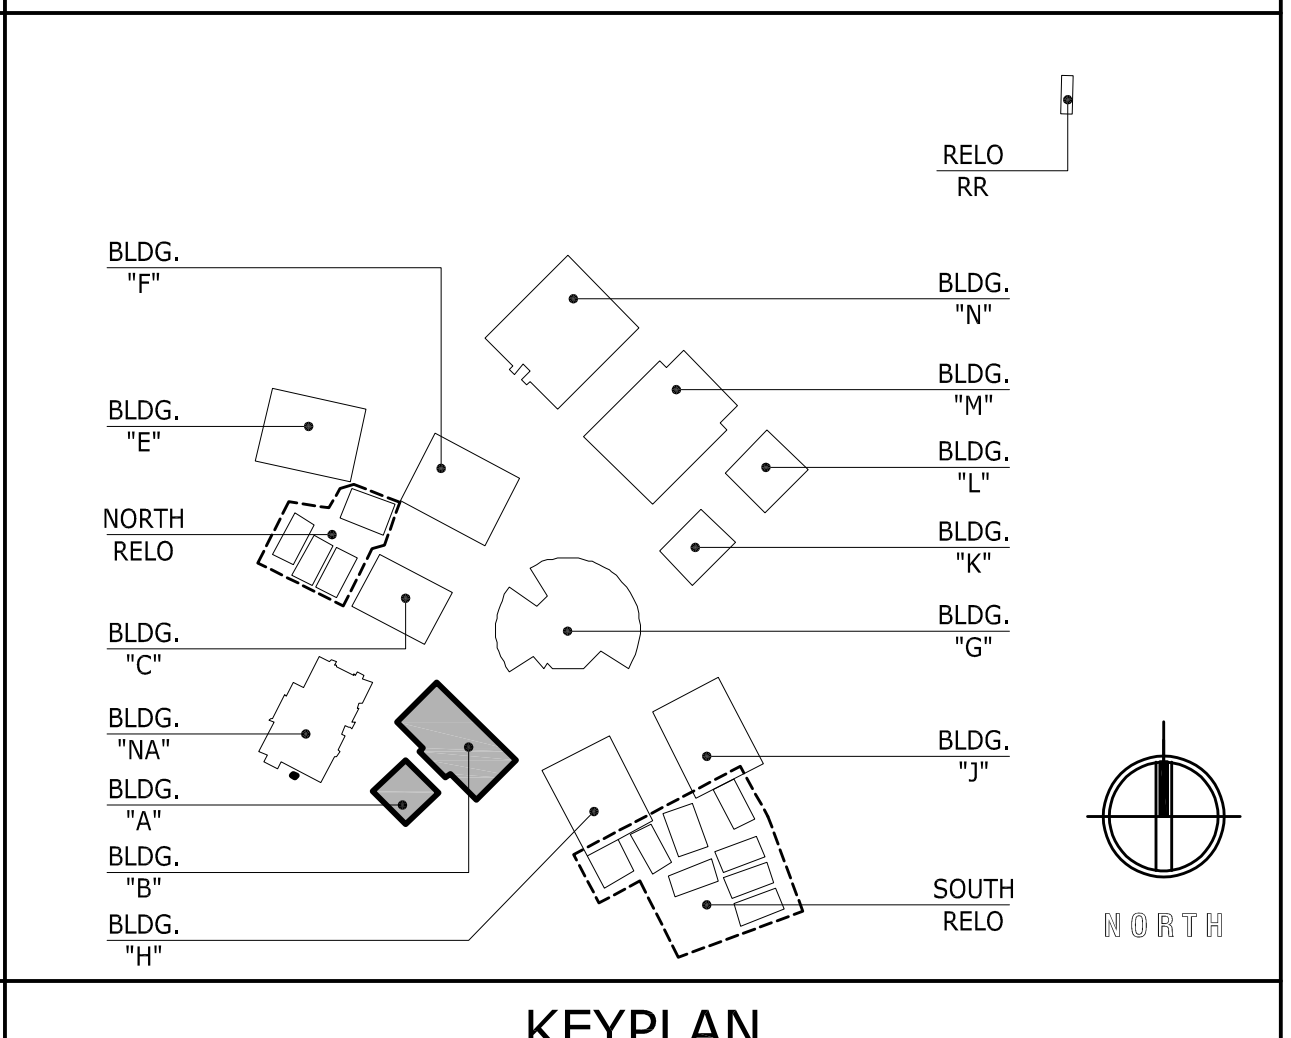 RELO
RR
BLDG.
"F"
BLDG.
"N"
BLDG.
"M"
BLDG.
"E"
BLDG.
"L"
NORTH
RELO
BLDG.
"K"
BLDG.
"C"
BLDG.
"G"
BLDG.
"NA"
BLDG.
"J"
BLDG.
"A"
BLDG.
"B"
SOUTH
RELO
BLDG.
"H"
NORTH
KEYPLAN